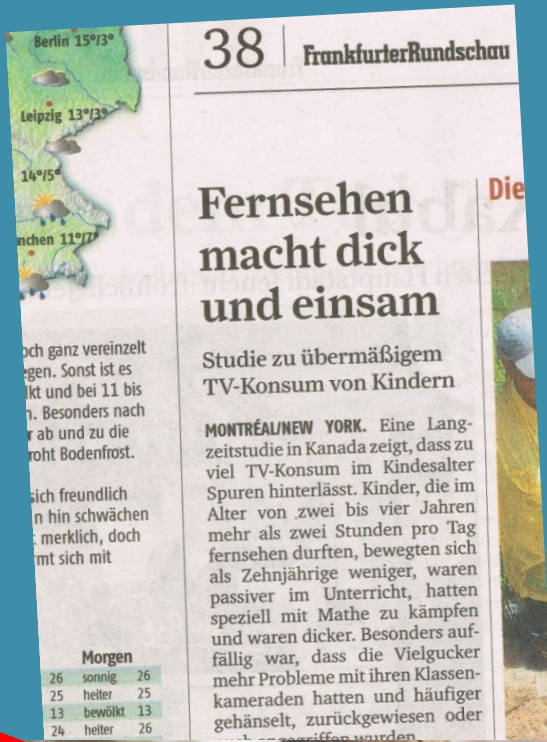 Berlin 15°/3°
Leipzig 13°/3°
14°/5°
nchen 11°/7°
och ganz vereinzelt
gen. Sonst ist es
lkt und bei 11 bis
n. Besonders nach
r ab und zu die
roht Bodenfrost.
sich freundlich
n hin schwächen
t merklich, doch
mt sich mit
Morgen
26 sonnig 26
25 heiter 25
13 bewölkt 13
24 heiter 26
38 FrankfurterRundschau
Fernsehen
macht dick
und einsam
Studie zu übermäßigem
TV-Konsum von Kindern
MONTRÉAL/NEW YORK. Eine Lang-
zeitstudie in Kanada zeigt, dass zu
viel TV-Konsum im Kindesalter
Spuren hinterlässt. Kinder, die im
Alter von zwei bis vier Jahren
mehr als zwei Stunden pro Tag
fernsehen durften, bewegten sich
als Zehnjährige weniger, waren
passiver im Unterricht, hatten
speziell mit Mathe zu kämpfen
und waren dicker. Besonders auf-
fällig war, dass die Vielgucker
mehr Probleme mit ihren Klassen-
kameraden hatten und häufiger
gehänselt, zurückgewiesen oder
auch angegriffen wurden.
Die